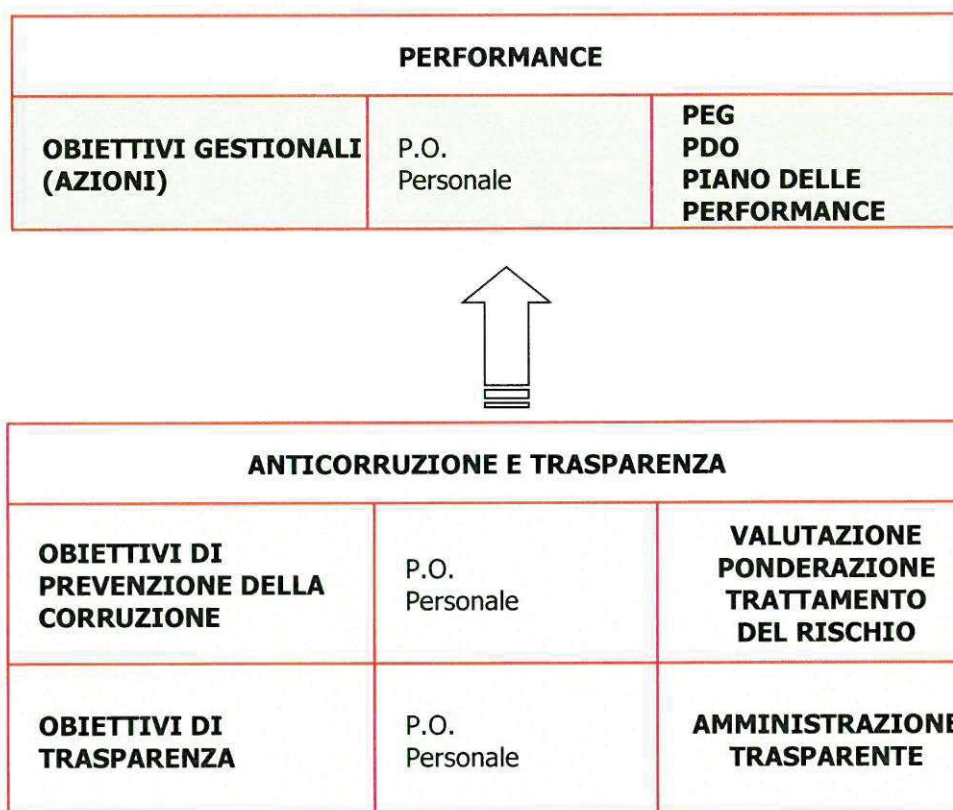 PERFORMANCE
OBIETTIVI GESTIONALI
(AZIONI)
P.O.
Personale
PEG
PDO
PIANO DELLE
PERFORMANCE
ANTICORRUZIONE E TRASPARENZA
OBIETTIVI DI
PREVENZIONE DELLA
CORRUZIONE
P.O.
Personale
VALUTAZIONE
PONDERAZIONE
TRATTAMENTO
DEL RISCHIO
OBIETTIVI DI
TRASPARENZA
P.O.
Personale
AMMINISTRAZIONE
TRASPARENTE